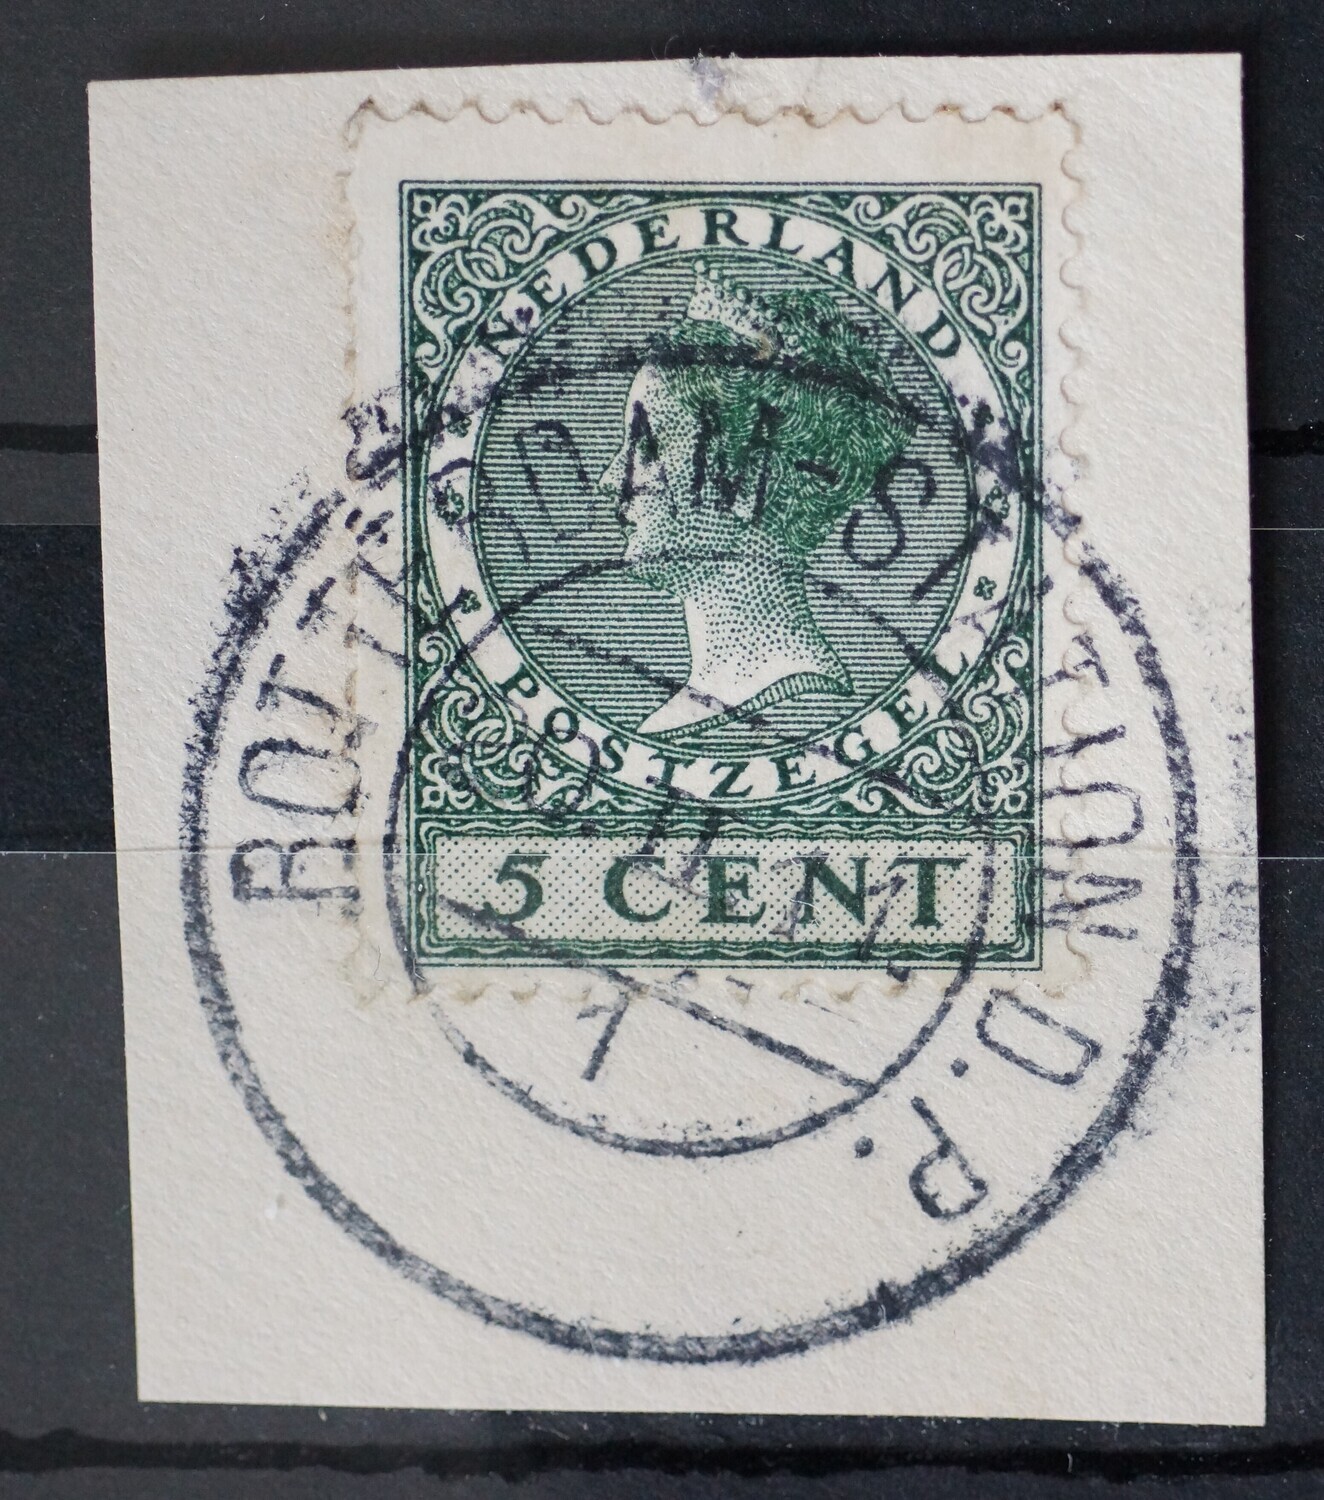 NEDERLAND
POSTZEGEL
5 CENT
ROTTERDAM-STATION D.P.